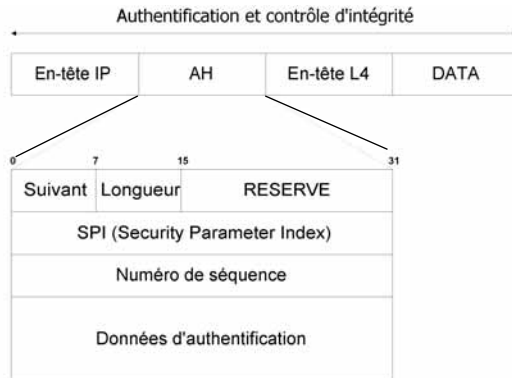 Authentification et contrôle d'intégrité
En-tête IP AH En-tête L4 DATA
0 7 15 31
Suivant Longueur RESERVE
SPI (Security Parameter Index)
Numéro de séquence
Données d'authentification